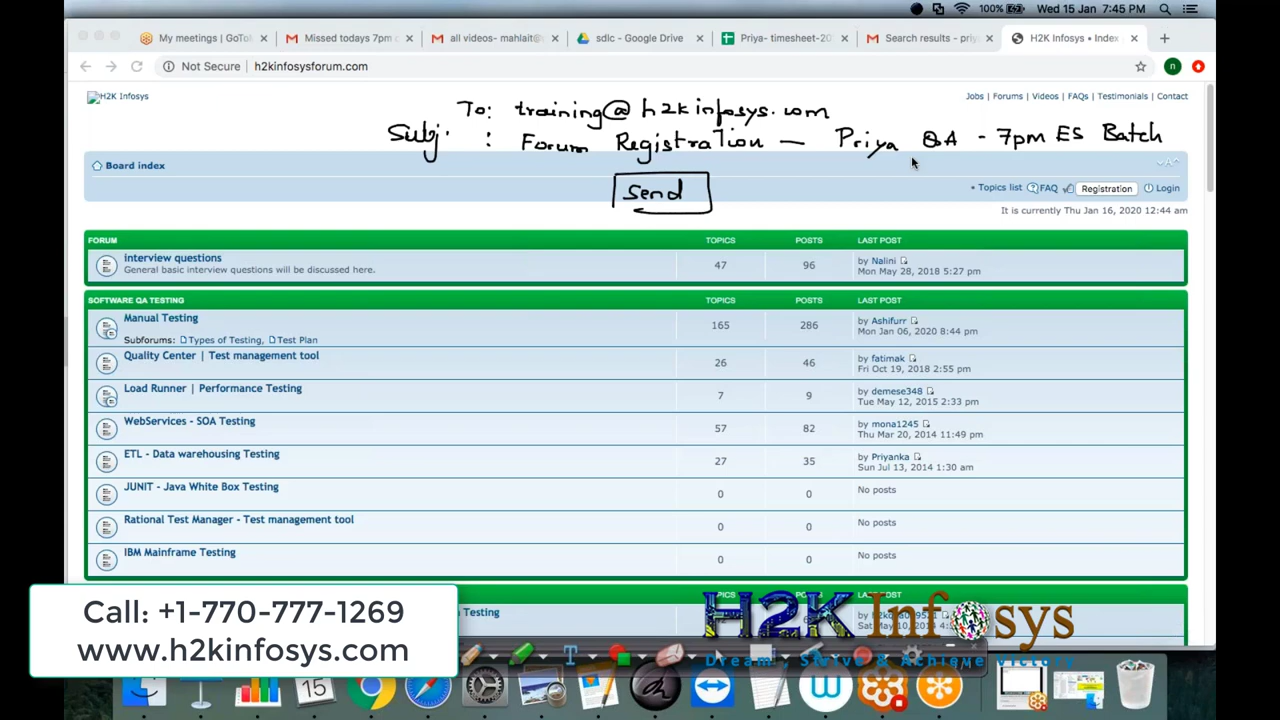 100% Wed 15 Jan 7:45 PM
My meetings | GoTo
Missed todays 7pm c
all videos- mahlait@
sdlc - Google Drive
Priya- timesheet-20
Search results - priy
H2K Infosys • Index
Not Secure | h2kinfosysforum.com
H2K Infosys
Jobs | Forums | Videos | FAQs | Testimonials | Contact
To: training@h2kinfosys.com
Subj. : Forum Registration — Priya QA - 7pm ES Batch
Send
Board index
Topics list FAQ Registration Login
It is currently Thu Jan 16, 2020 12:44 am
FORUM TOPICS POSTS LAST POST
interview questions 47 96 by Nalini
General basic interview questions will be discussed here. Mon May 28, 2018 5:27 pm
SOFTWARE QA TESTING TOPICS POSTS LAST POST
Manual Testing 165 286 by Ashifurr
Mon Jan 06, 2020 8:44 pm
Subforums: Types of Testing, Test Plan
Quality Center | Test management tool 26 46 by fatimak
Fri Oct 19, 2018 2:55 pm
Load Runner | Performance Testing 7 9 by demese348
Tue May 12, 2015 2:33 pm
WebServices - SOA Testing 57 82 by mona1245
Thu Mar 20, 2014 11:49 pm
ETL - Data warehousing Testing 27 35 by Priyanka
Sun Jul 13, 2014 1:30 am
JUNIT - Java White Box Testing 0 0 No posts
Rational Test Manager - Test management tool 0 0 No posts
IBM Mainframe Testing 0 0 No posts
Testing
H2K Infosys
Dream, Strive & Achieve Victory
Call: +1-770-777-1269
www.h2kinfosys.com
15